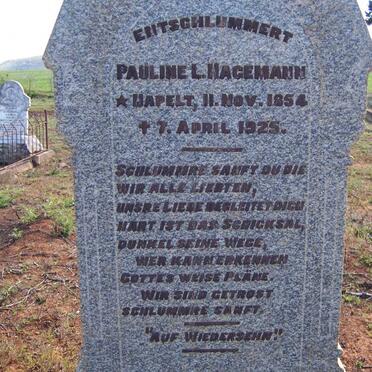 ENTSCHLUMMERT
PAULINE L. HAGEMANN
★ DAPELT, 11. NOV. 1854
✝ 7. APRIL 1925.
SCHLUMMRE SANFT DU DIE
WIR ALLE LIEBTEN,
UNSRE LIEBE BEGLEITET DICH
HART IST DAS SCHICKSAL,
DUNKEL SEINE WEGE,
WER KANN ERKENNEN
GOTTES WEISE PLÄNE
WIR SIND GETROST
SCHLUMMRE SANFT.
"AUF WIEDERSEHN".